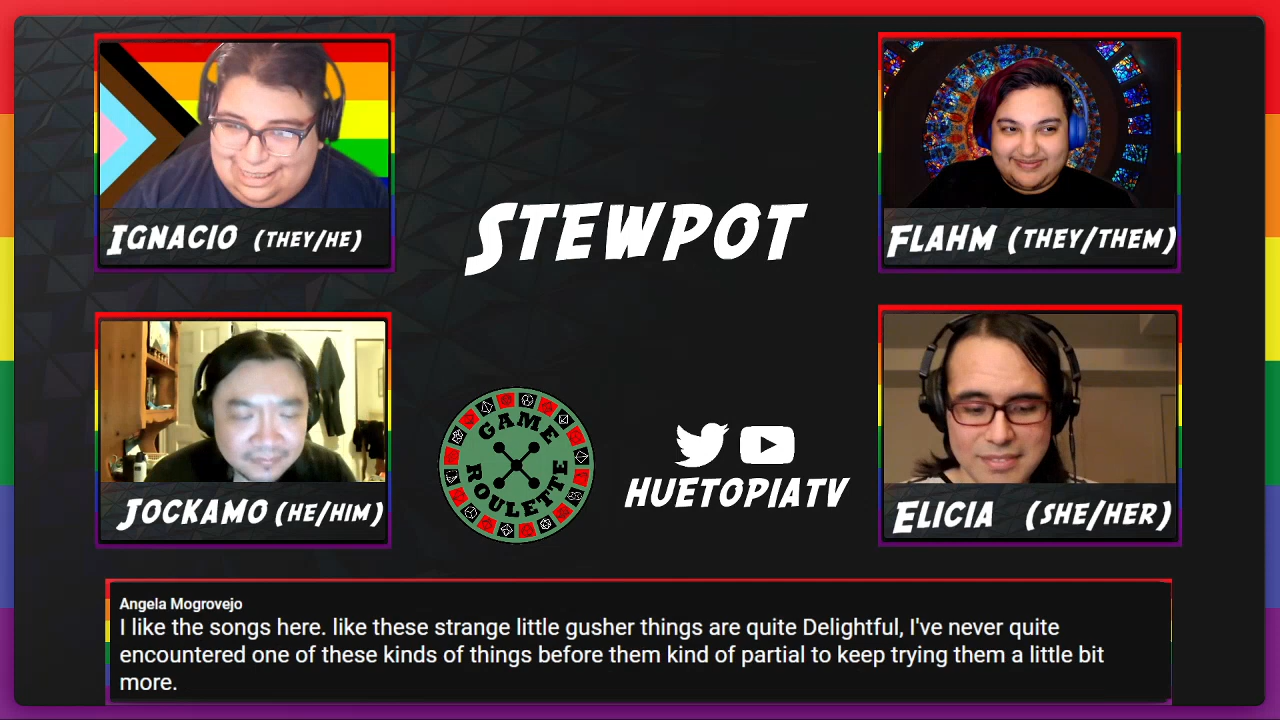 IGNACIO (THEY/HE)
FLAHM (THEY/THEM)
STEWPOT
JOCKAMO (HE/HIM)
GAME
ROULETTE
HUETOPIATV
ELICIA (SHE/HER)
Angela Mogrovejo
I like the songs here. like these strange little gusher things are quite Delightful, I've never quite
encountered one of these kinds of things before them kind of partial to keep trying them a little bit
more.